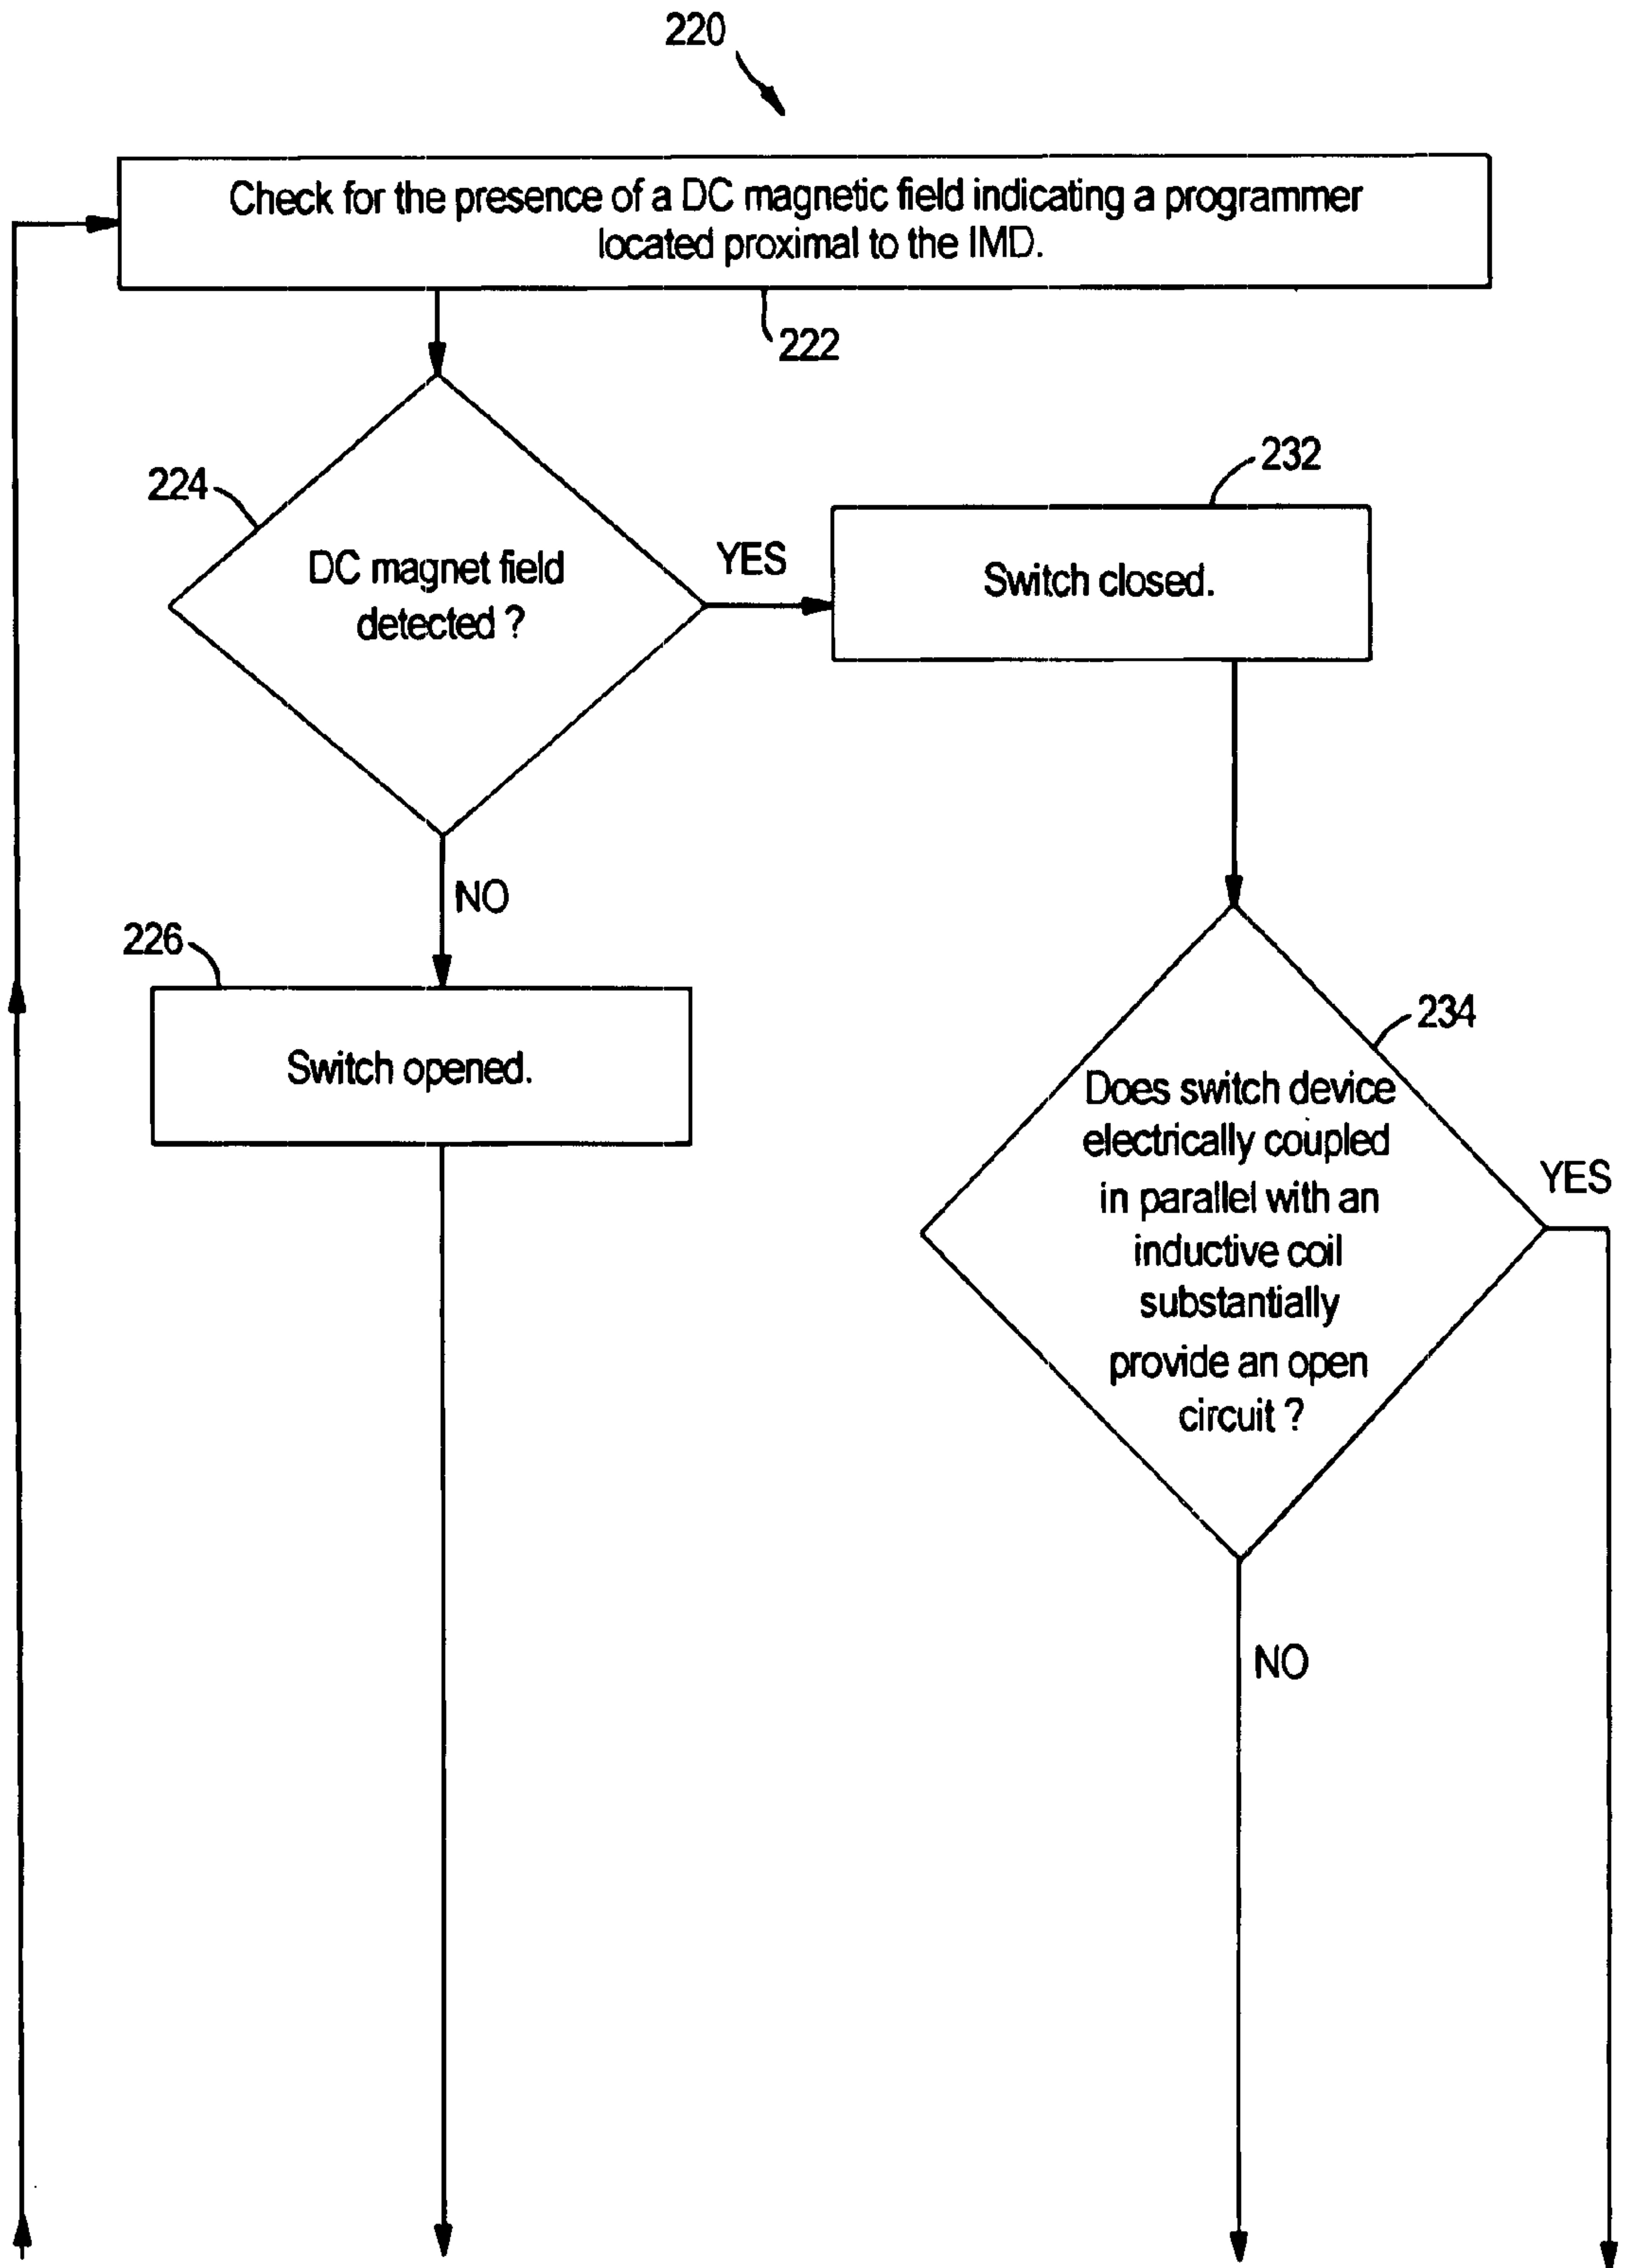 220
Check for the presence of a DC magnetic field indicating a programmer
located proximal to the IMD.
222
224
DC magnet field
detected ?
YES
232
Switch closed.
NO
226
Switch opened.
234
Does switch device
electrically coupled
in parallel with an
inductive coil
substantially
provide an open
circuit ?
YES
NO